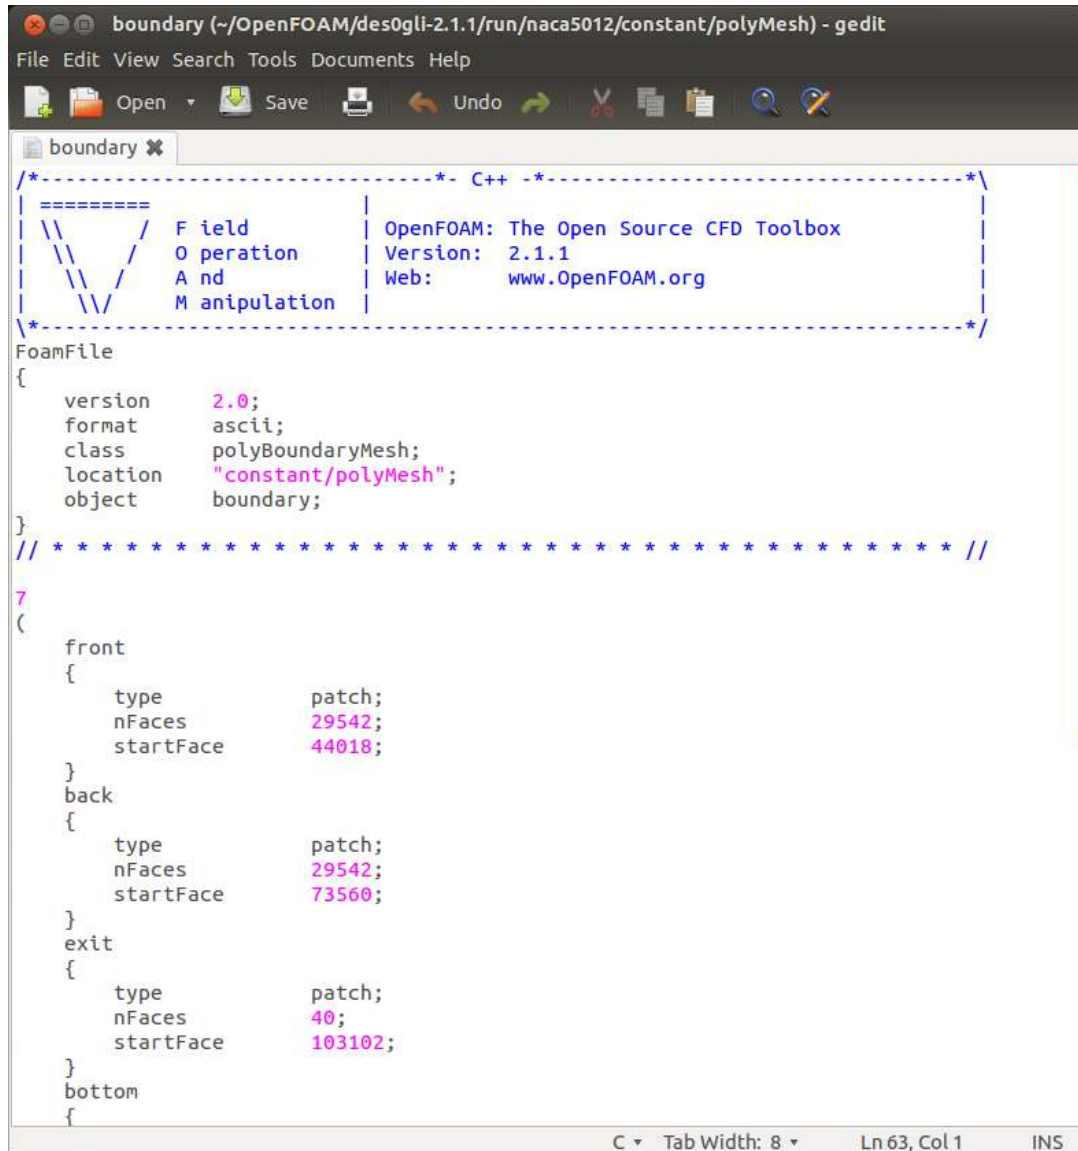 boundary (~/OpenFOAM/des0gli-2.1.1/run/naca5012/constant/polyMesh) - gedit
File Edit View Search Tools Documents Help
Open Save Undo
boundary
/*--------------------------------*- C++ -*----------------------------------*\
| =========                 |                                                 |
| \\      /  F ield         | OpenFOAM: The Open Source CFD Toolbox           |
|  \\    /   O peration     | Version:  2.1.1                                 |
|   \\  /    A nd           | Web:      www.OpenFOAM.org                      |
|    \\/     M anipulation  |                                                 |
\*---------------------------------------------------------------------------*/
FoamFile
{
    version     2.0;
    format      ascii;
    class       polyBoundaryMesh;
    location    "constant/polyMesh";
    object      boundary;
}
// * * * * * * * * * * * * * * * * * * * * * * * * * * * * * * * * * * * * * //
7
(
    front
    {
        type            patch;
        nFaces          29542;
        startFace       44018;
    }
    back
    {
        type            patch;
        nFaces          29542;
        startFace       73560;
    }
    exit
    {
        type            patch;
        nFaces          40;
        startFace       103102;
    }
    bottom
    {
C Tab Width: 8 Ln 63, Col 1 INS